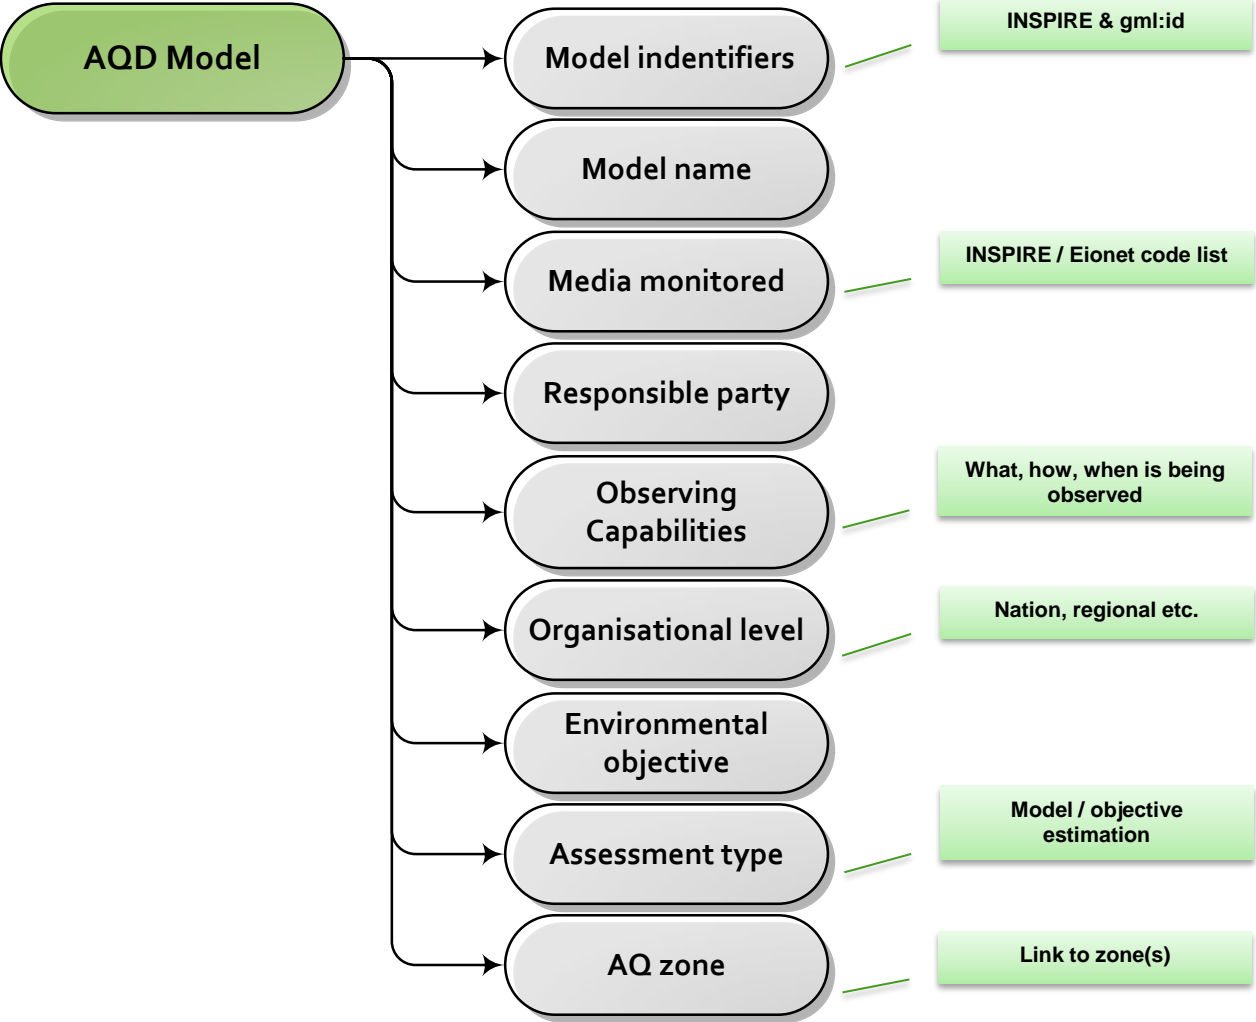 AQD Model
Model indentifiers
INSPIRE & gml:id
Model name
Media monitored
INSPIRE / Eionet code list
Responsible party
Observing
Capabilities
What, how, when is being
observed
Organisational level
Nation, regional etc.
Environmental
objective
Assessment type
Model / objective
estimation
AQ zone
Link to zone(s)